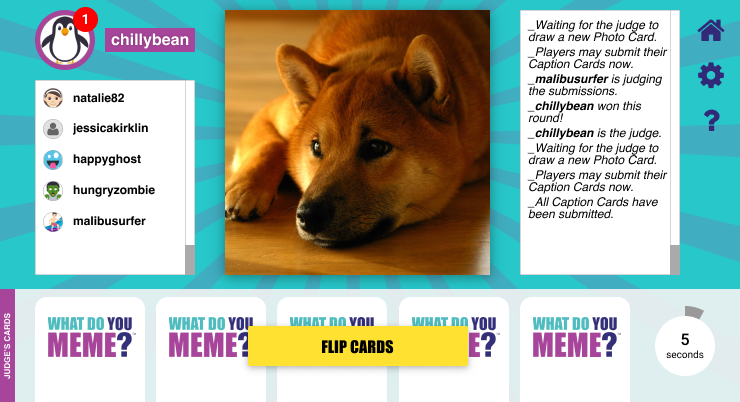 1
chillybean
natalie82
jessicakirklin
happyghost
hungryzombie
malibusurfer
_Waiting for the judge to
draw a new Photo Card.
_Players may submit their
Caption Cards now.
_malibusurfer is judging
the submissions.
_chillybean won this
round!
_chillybean is the judge.
_Waiting for the judge to
draw a new Photo Card.
_Players may submit their
Caption Cards now.
_All Caption Cards have
been submitted.
?
JUDGE'S CARDS
WHAT DO YOU
MEME?
WHAT DO YOU
MEME?
WHAT DO YOU
WHAT DO YOU
E?
WHAT DO YOU
MEME?
FLIP CARDS
5
seconds